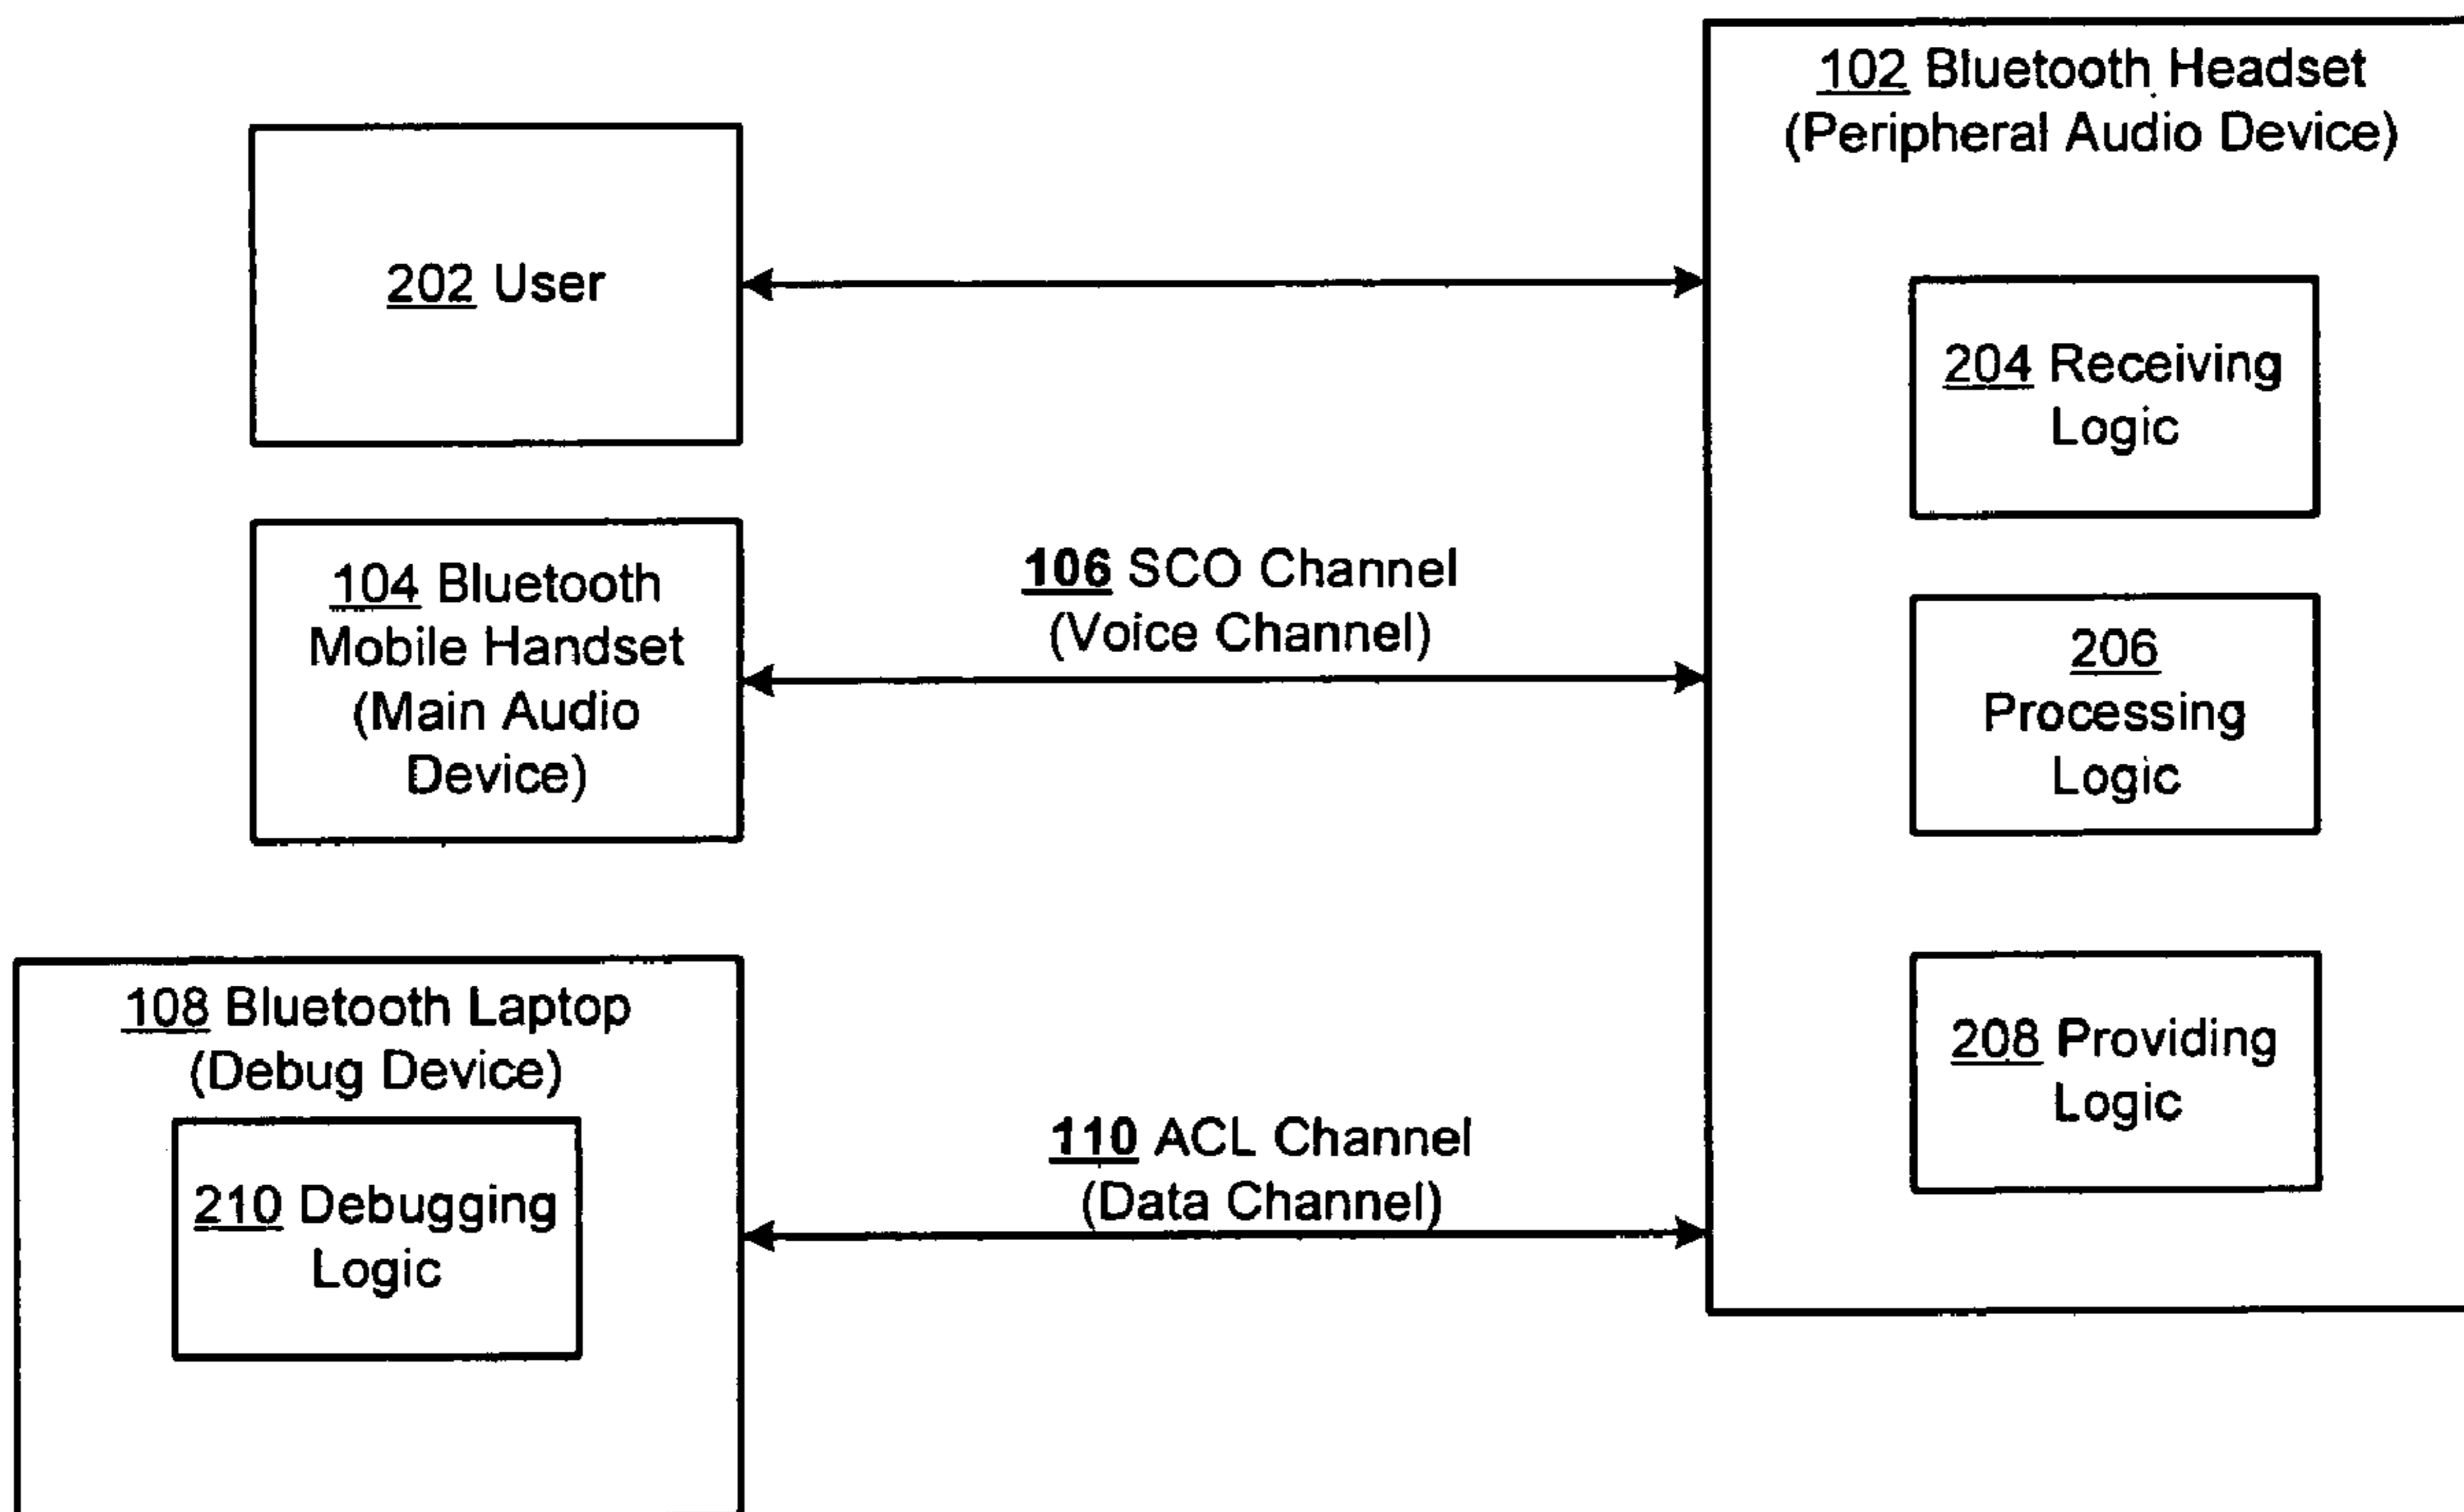 102 Bluetooth Headset
(Peripheral Audio Device)
202 User
204 Receiving
Logic
104 Bluetooth
Mobile Handset
(Main Audio
Device)
106 SCO Channel
(Voice Channel)
206
Processing
Logic
108 Bluetooth Laptop
(Debug Device)
210 Debugging
Logic
110 ACL Channel
(Data Channel)
208 Providing
Logic